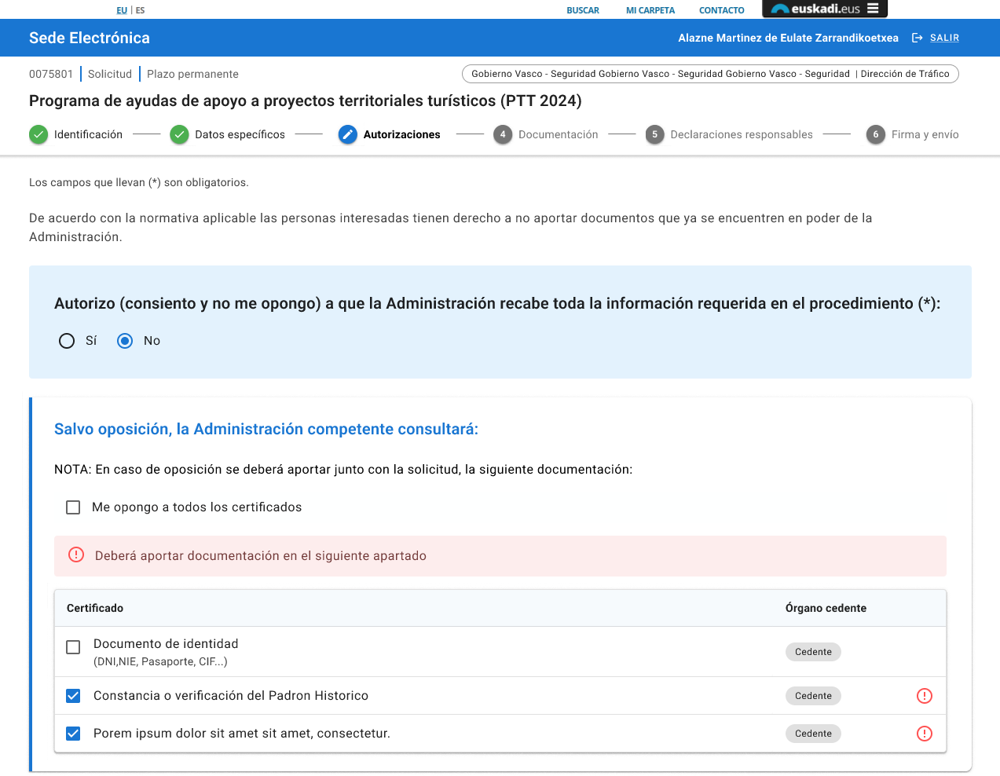 EU | ES
BUSCAR MI CARPETA CONTACTO euskadi.eus
Sede Electrónica
Alazne Martinez de Eulate Zarrandikoetxea SALIR
0075801 | Solicitud | Plazo permanente
Gobierno Vasco - Seguridad Gobierno Vasco - Seguridad Gobierno Vasco - Seguridad | Dirección de Tráfico
Programa de ayudas de apoyo a proyectos territoriales turísticos (PTT 2024)
Identificación
Datos específicos
Autorizaciones
4 Documentación
5 Declaraciones responsables
6 Firma y envío
Los campos que llevan (*) son obligatorios.
De acuerdo con la normativa aplicable las personas interesadas tienen derecho a no aportar documentos que ya se encuentren en poder de la
Administración.
Autorizo (consiento y no me opongo) a que la Administración recabe toda la información requerida en el procedimiento (*):
Sí No
Salvo oposición, la Administración competente consultará:
NOTA: En caso de oposición se deberá aportar junto con la solicitud, la siguiente documentación:
Me opongo a todos los certificados
Deberá aportar documentación en el siguiente apartado
Certificado Órgano cedente
Documento de identidad
(DNI,NIE, Pasaporte, CIF...)
Cedente
Constancia o verificación del Padron Historico Cedente
Porem ipsum dolor sit amet sit amet, consectetur. Cedente